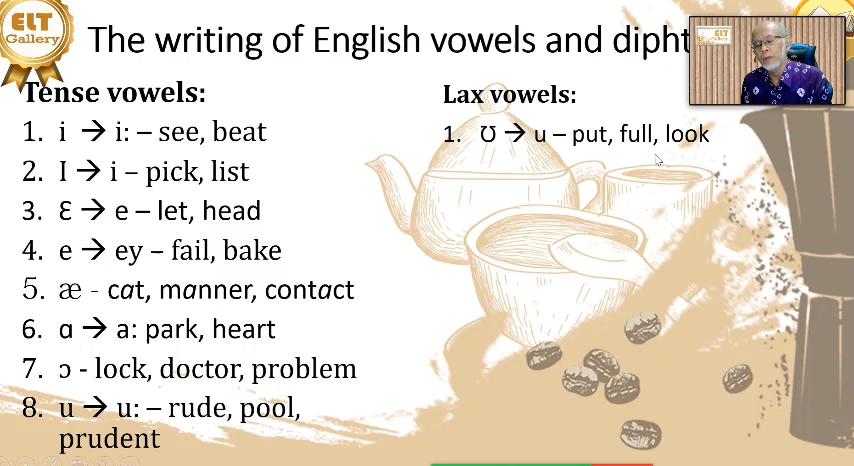 ELT
Gallery
The writing of English vowels and dipht
Tense vowels:
1. i → i: – see, beat
2. I → i – pick, list
3. Ɛ → e – let, head
4. e → ey – fail, bake
5. æ - cat, manner, contact
6. ɑ → a: park, heart
7. ɔ - lock, doctor, problem
8. u → u: – rude, pool,
prudent
Lax vowels:
1. Ʊ → u – put, full, look
ELT
Gallery